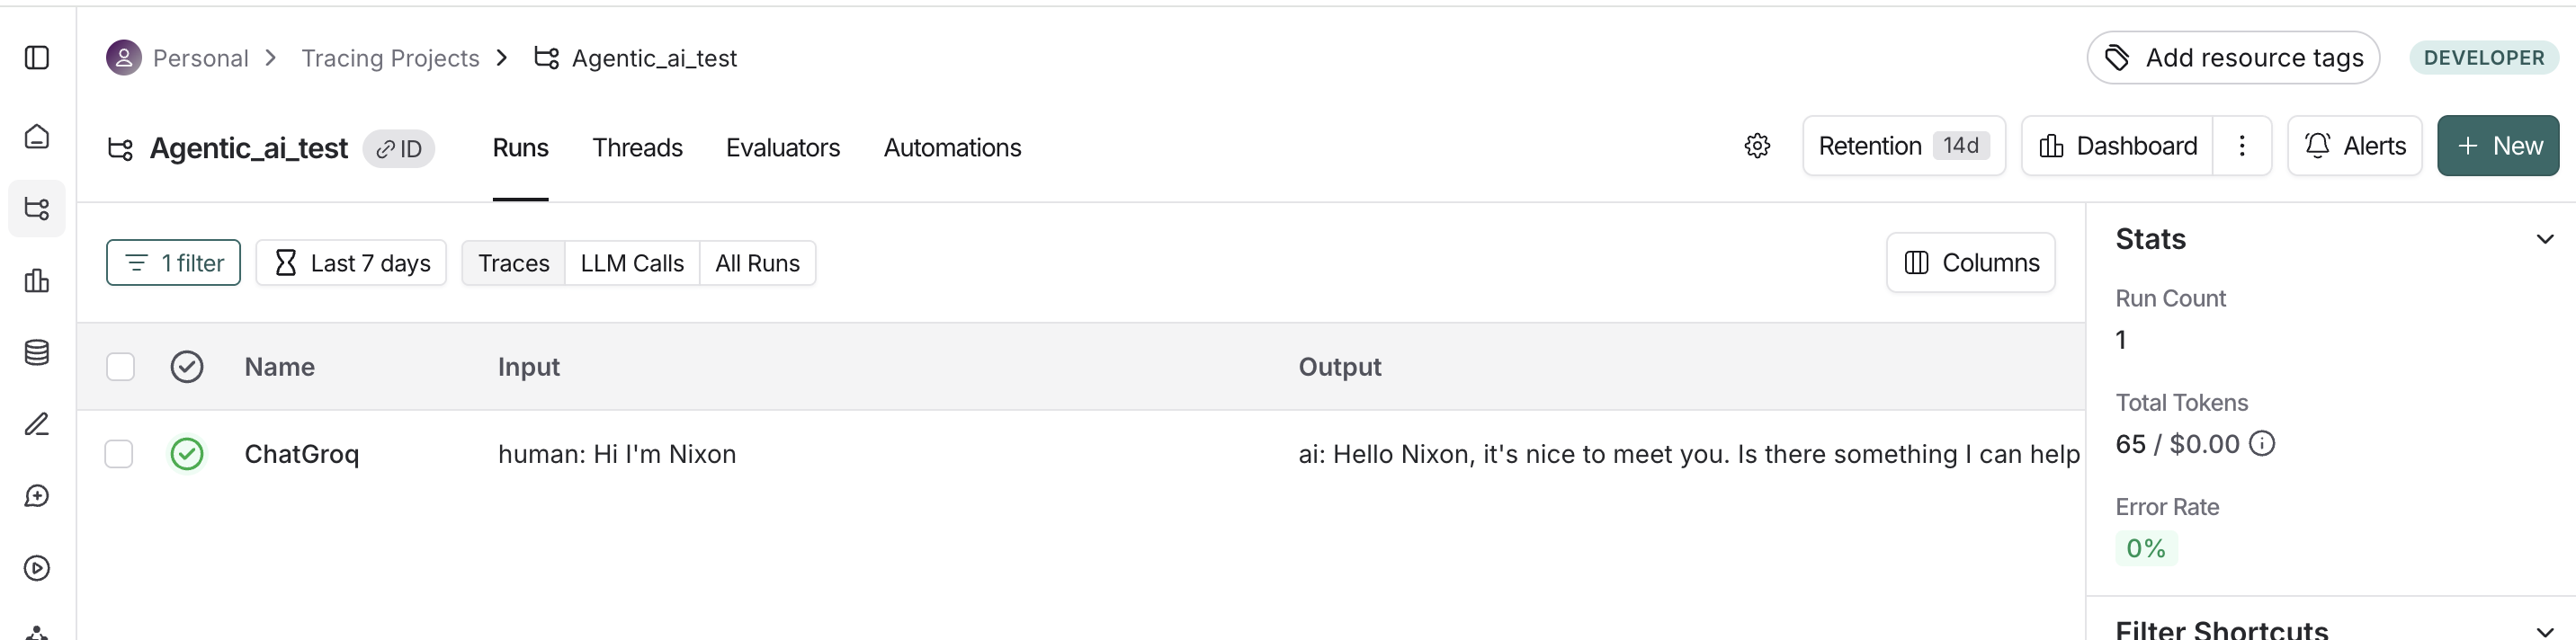 Personal > Tracing Projects > Agentic_ai_test
Add resource tags
DEVELOPER
Agentic_ai_test
ID
Runs
Threads
Evaluators
Automations
Retention 14d
Dashboard
Alerts
+ New
1 filter
Last 7 days
Traces
LLM Calls
All Runs
Columns
Name
Input
Output
ChatGroq
human: Hi I'm Nixon
ai: Hello Nixon, it's nice to meet you. Is there something I can help
Stats
Run Count
1
Total Tokens
65 / $0.00
Error Rate
0%
Filter Shortcuts